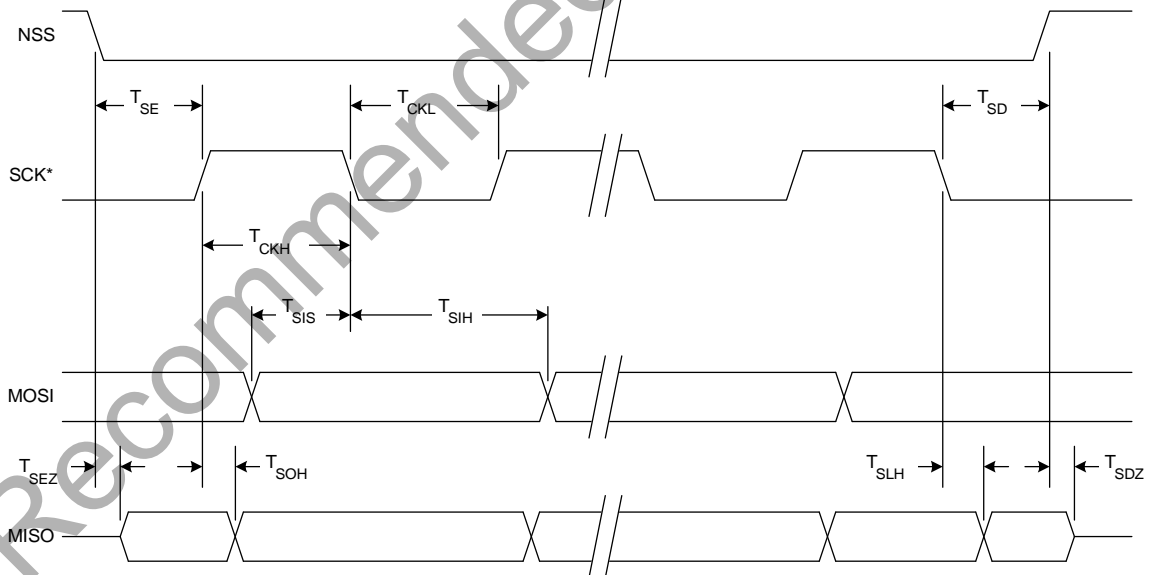 NSS
T_SE
T_CKL
T_SD
SCK*
T_CKH
T_SIS
T_SIH
MOSI
T_SEZ
T_SOH
T_SLH
T_SDZ
MISO
Recommended